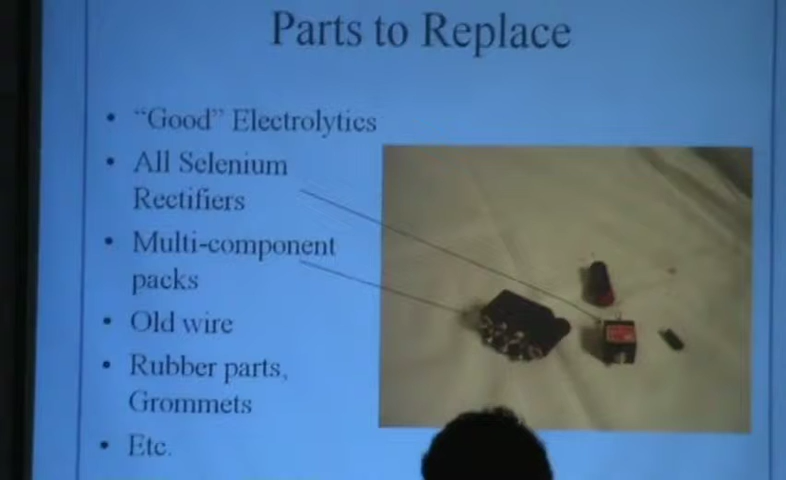 Parts to Replace
• “Good” Electrolytics
• All Selenium
Rectifiers
• Multi-component
packs
• Old wire
• Rubber parts,
Grommets
• Etc.